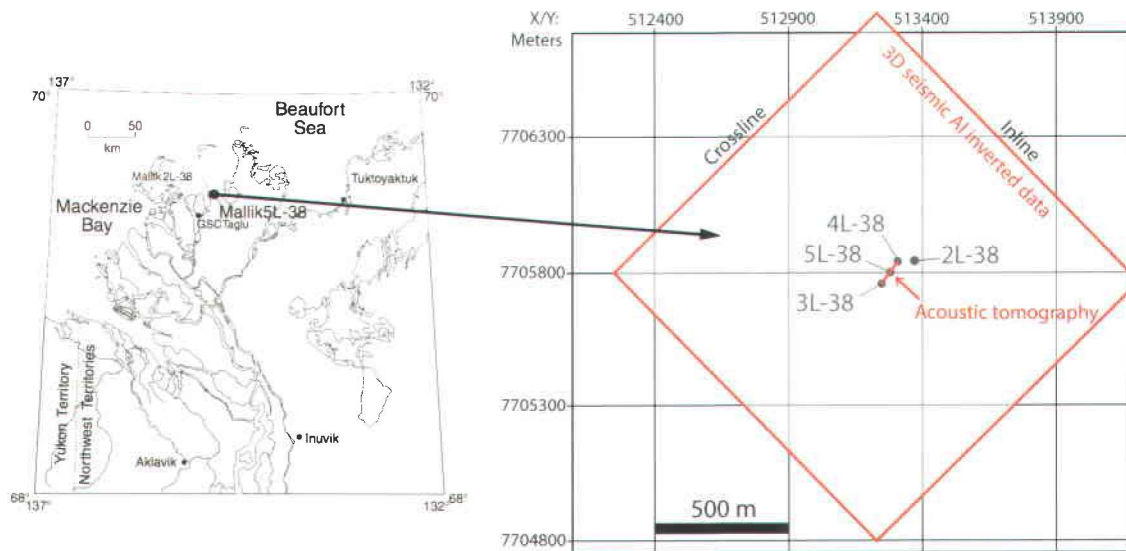 137°
132°
70°
70°
Beaufort
Sea
0 50
km
Mallik 2L-38
Tuktoyaktuk
Mackenzie
Bay
Mallik5L-38
GSCTaglu
Yukon Territory
Northwest Territories
Inuvik
Aklavik
68°
137°
68°
132°
X/Y:
Meters
512400
512900
513400
513900
7706300
7705800
7705300
7704800
Crossline
Inline
3D seismic AI inverted
data
4L-38
5L-38
2L-38
3L-38
Acoustic tomography
500 m